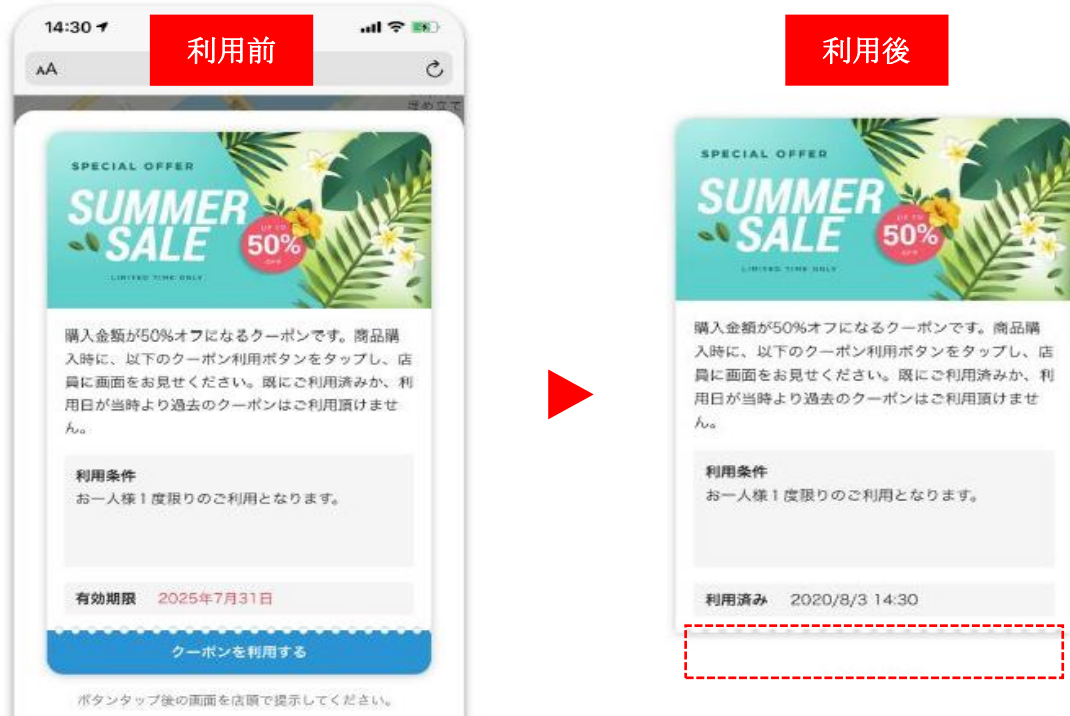 14:30
利用前
AA
埋め立て
SPECIAL OFFER
SUMMER
SALE
UP TO
50%
OFF
LIMITED TIME ONLY
購入金額が50%オフになるクーポンです。商品購
入時に、以下のクーポン利用ボタンをタップし、店
員に画面をお見せください。既にご利用済みか、利
用日が当時より過去のクーポンはご利用頂けませ
ん。
利用条件
お一人様1度限りのご利用となります。
有効期限 2025年7月31日
クーポンを利用する
ボタンタップ後の画面を店頭で提示してください。
利用後
SPECIAL OFFER
SUMMER
SALE
UP TO
50%
OFF
LIMITED TIME ONLY
購入金額が50%オフになるクーポンです。商品購
入時に、以下のクーポン利用ボタンをタップし、店
員に画面をお見せください。既にご利用済みか、利
用日が当時より過去のクーポンはご利用頂けませ
ん。
利用条件
お一人様1度限りのご利用となります。
利用済み 2020/8/3 14:30